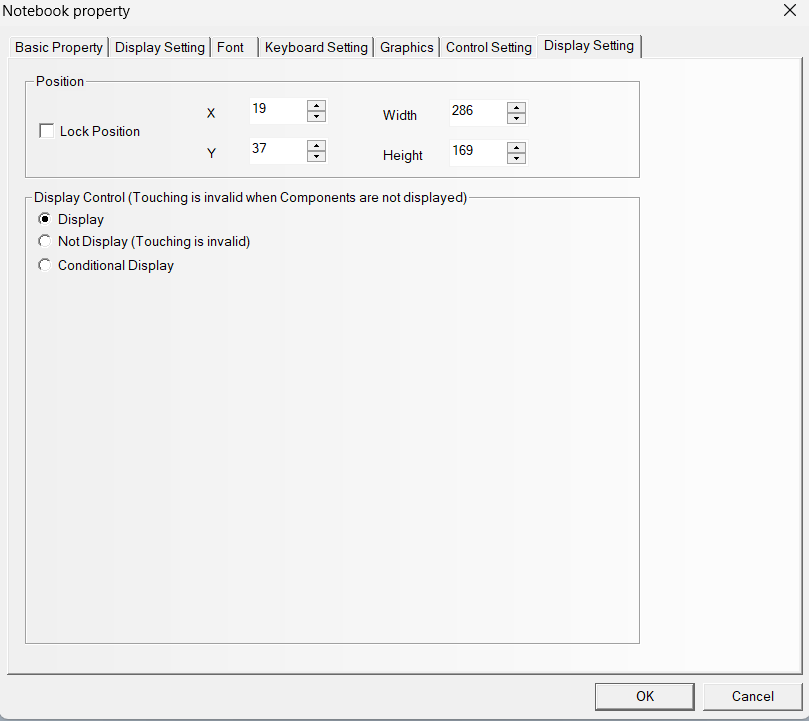 Notebook property
Basic Property Display Setting Font Keyboard Setting Graphics Control Setting Display Setting
Position
X 19 Width 286
Lock Position
Y 37 Height 169
Display Control (Touching is invalid when Components are not displayed)
Display
Not Display (Touching is invalid)
Conditional Display
OK Cancel